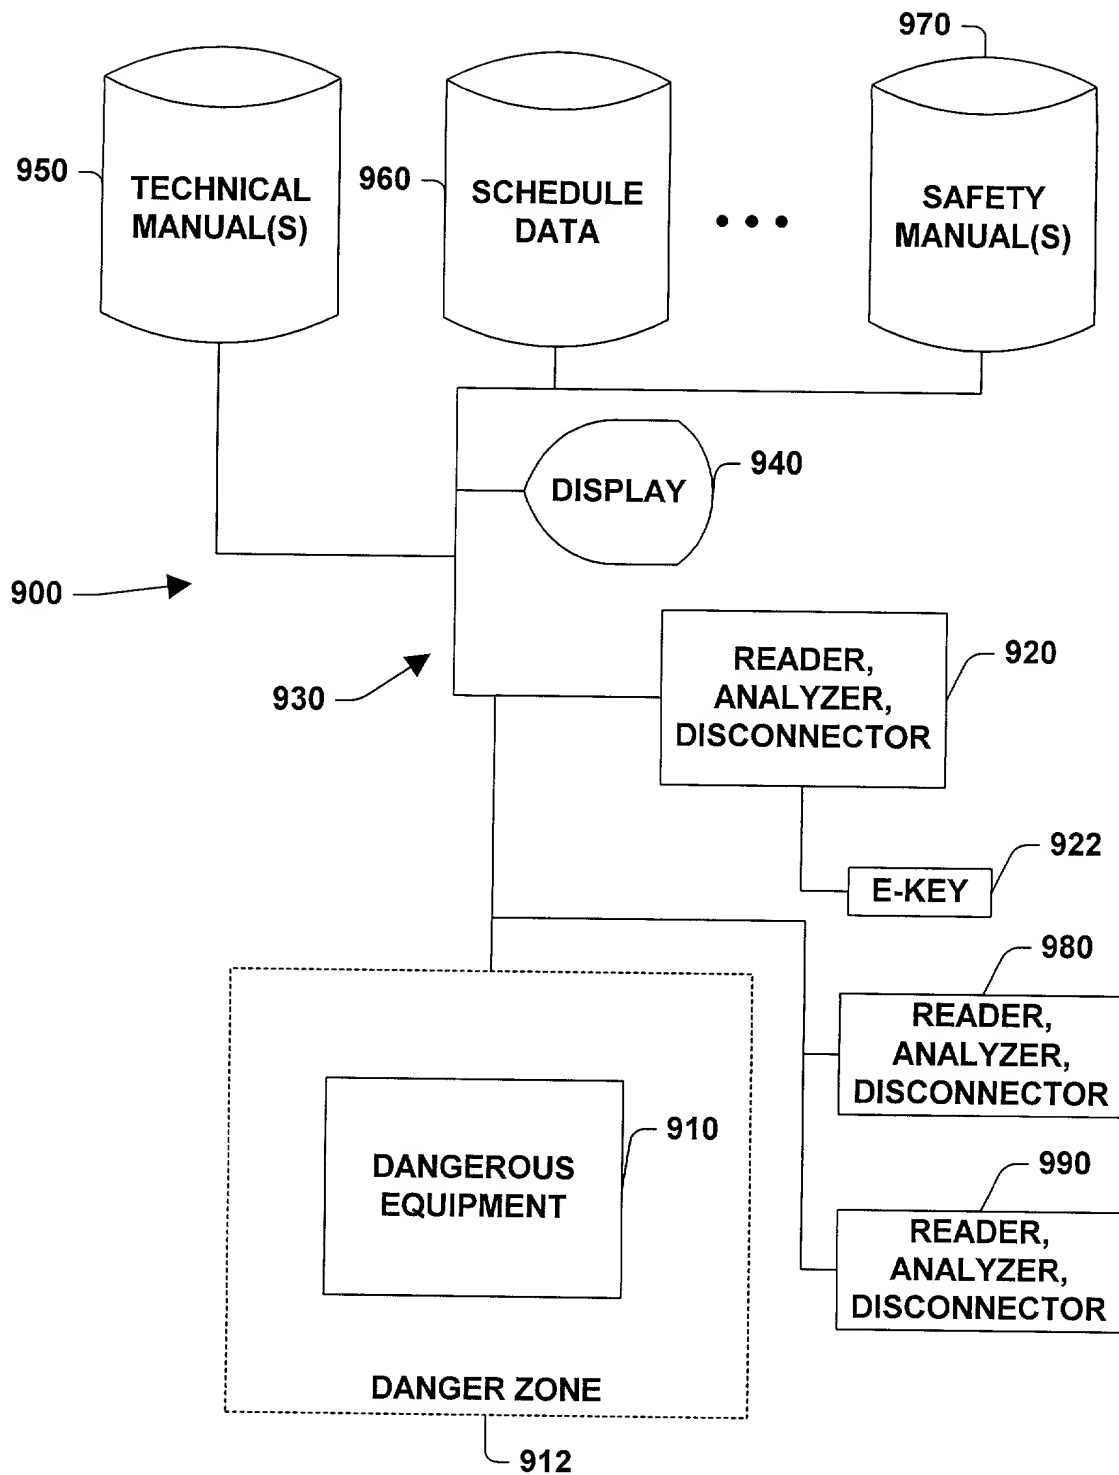 970
950
TECHNICAL
MANUAL(S)
960
SCHEDULE
DATA
SAFETY
MANUAL(S)
940
DISPLAY
900
930
READER,
ANALYZER,
DISCONNECTOR
920
922
E-KEY
980
READER,
ANALYZER,
DISCONNECTOR
910
DANGEROUS
EQUIPMENT
990
READER,
ANALYZER,
DISCONNECTOR
DANGER ZONE
912